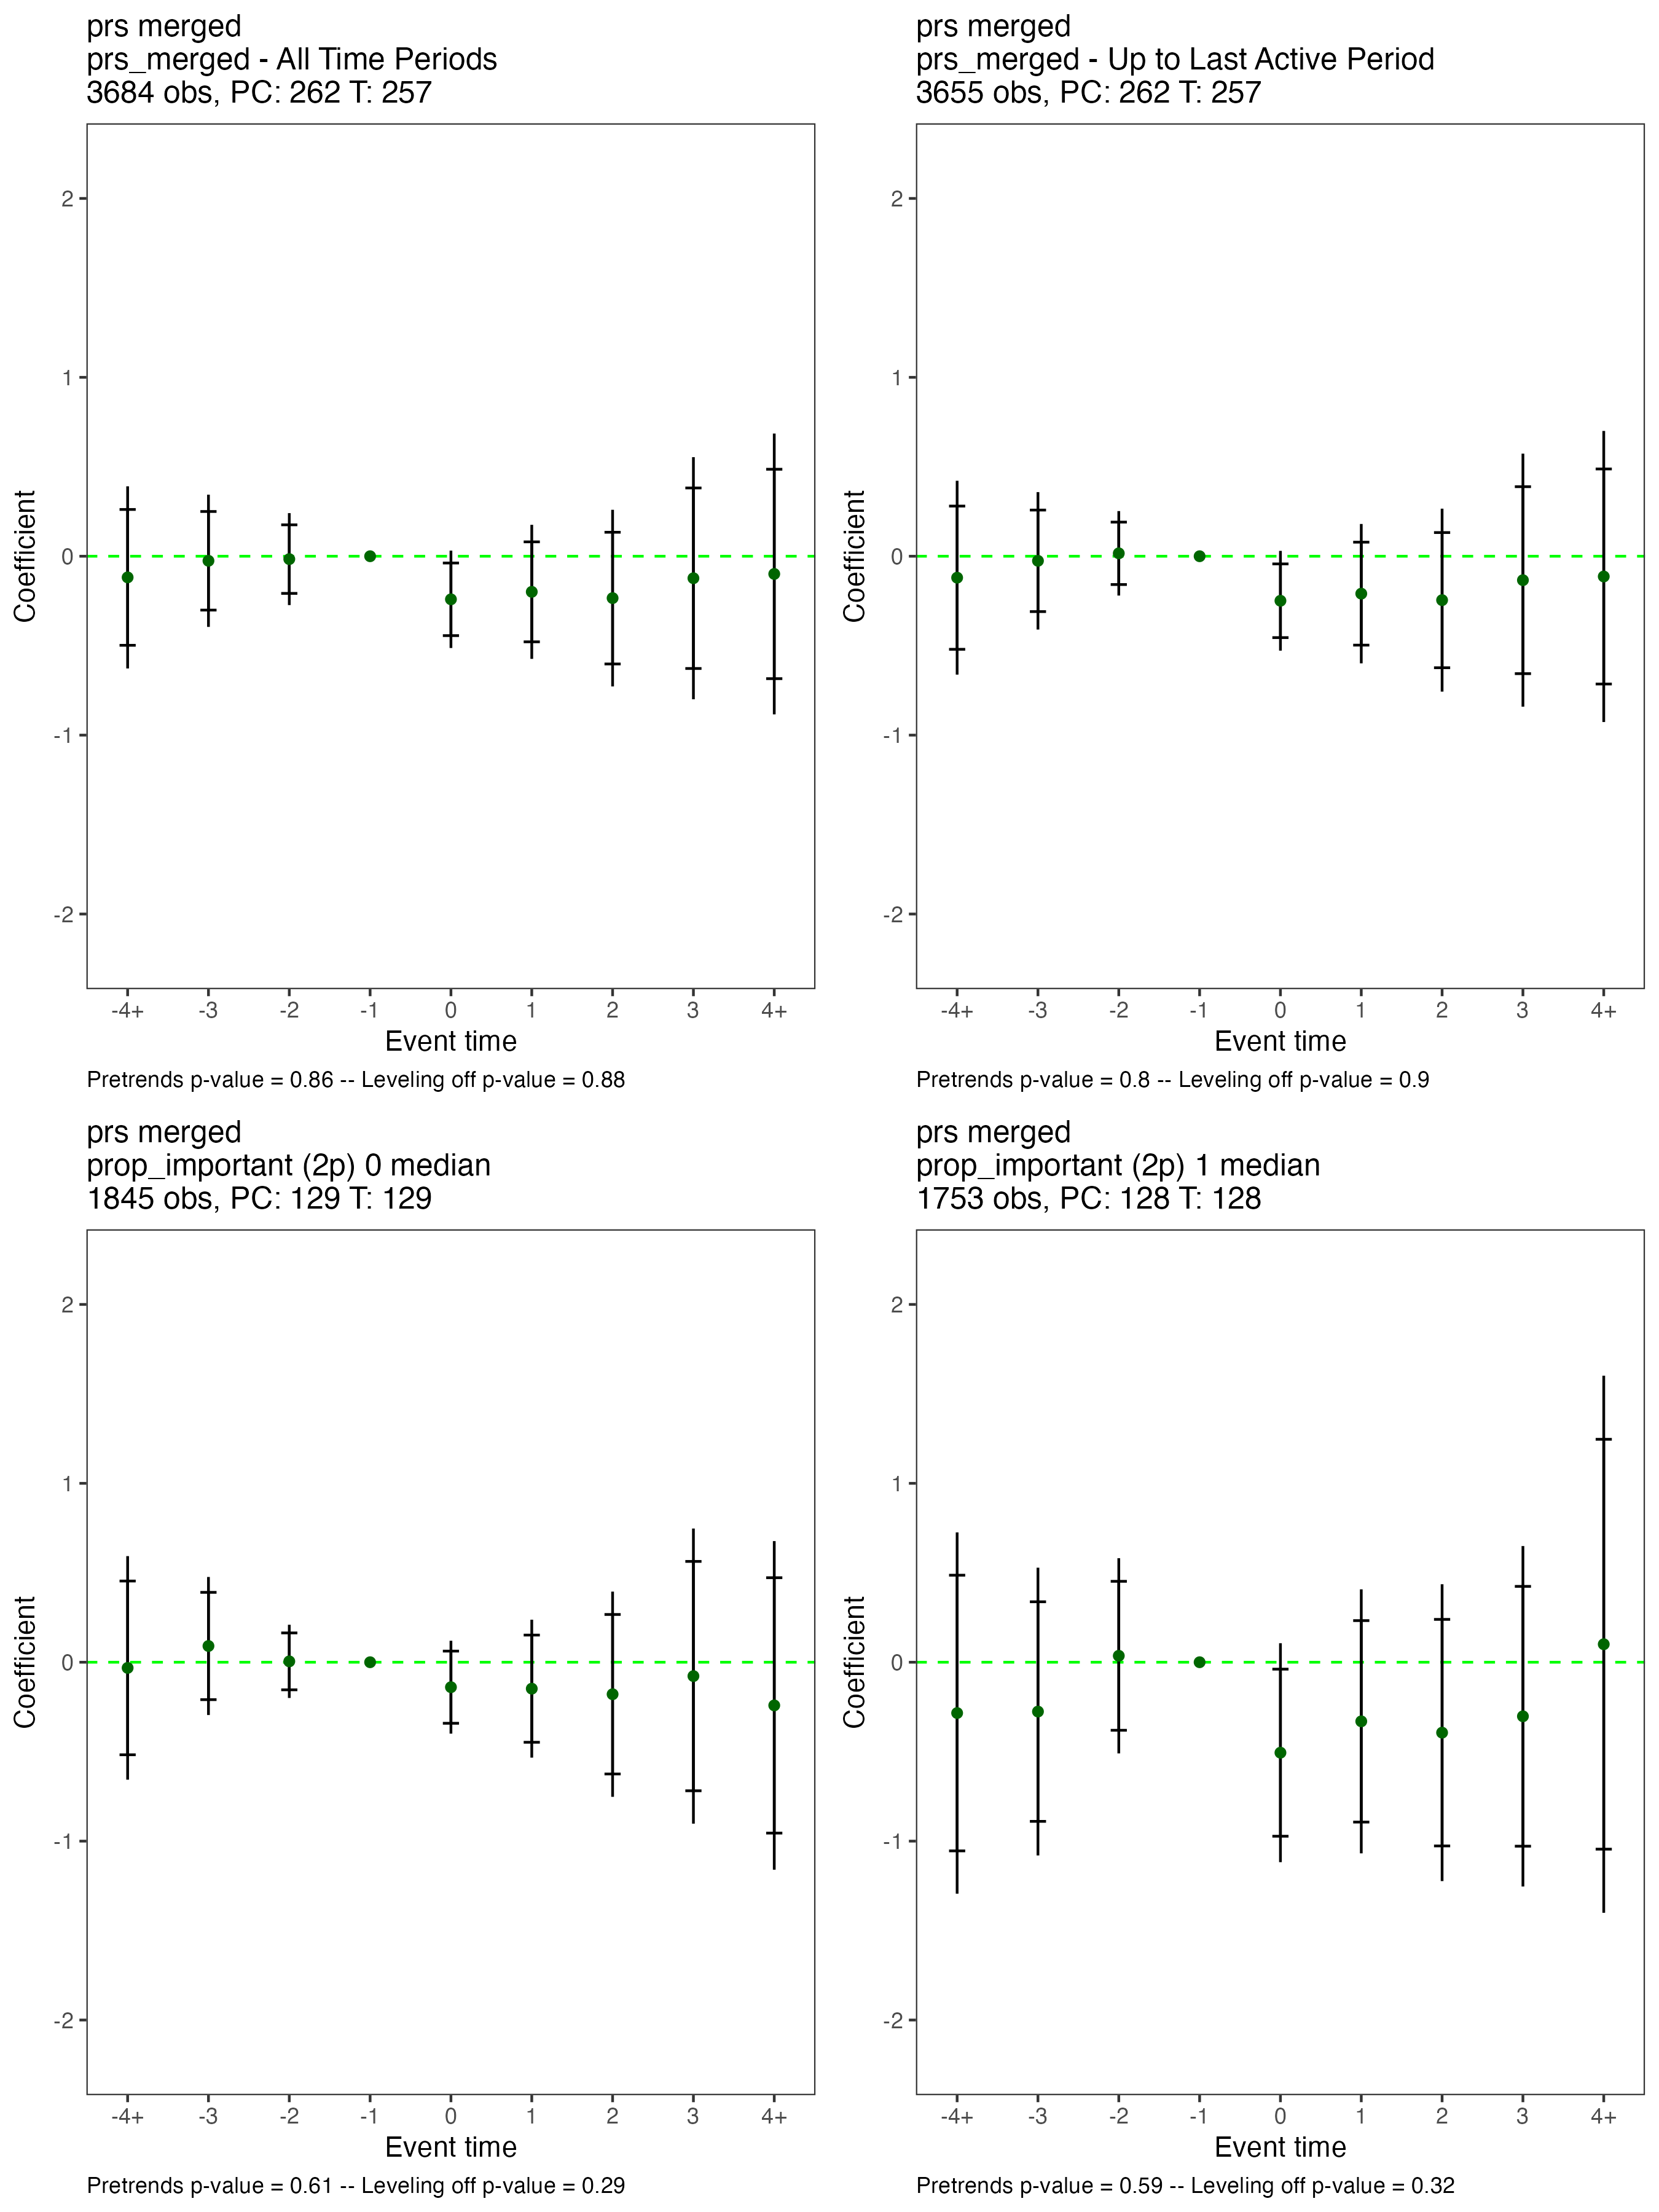 prs merged
prs_merged - All Time Periods
3684 obs, PC: 262 T: 257
2
1
0
-1
-2
Coefficient
-4+ -3 -2 -1 0 1 2 3 4+
Event time
Pretrends p-value = 0.86 -- Leveling off p-value = 0.88
prs merged
prs_merged - Up to Last Active Period
3655 obs, PC: 262 T: 257
2
1
0
-1
-2
Coefficient
-4+ -3 -2 -1 0 1 2 3 4+
Event time
Pretrends p-value = 0.8 -- Leveling off p-value = 0.9
prs merged
prop_important (2p) 0 median
1845 obs, PC: 129 T: 129
2
1
0
-1
-2
Coefficient
-4+ -3 -2 -1 0 1 2 3 4+
Event time
Pretrends p-value = 0.61 -- Leveling off p-value = 0.29
prs merged
prop_important (2p) 1 median
1753 obs, PC: 128 T: 128
2
1
0
-1
-2
Coefficient
-4+ -3 -2 -1 0 1 2 3 4+
Event time
Pretrends p-value = 0.59 -- Leveling off p-value = 0.32